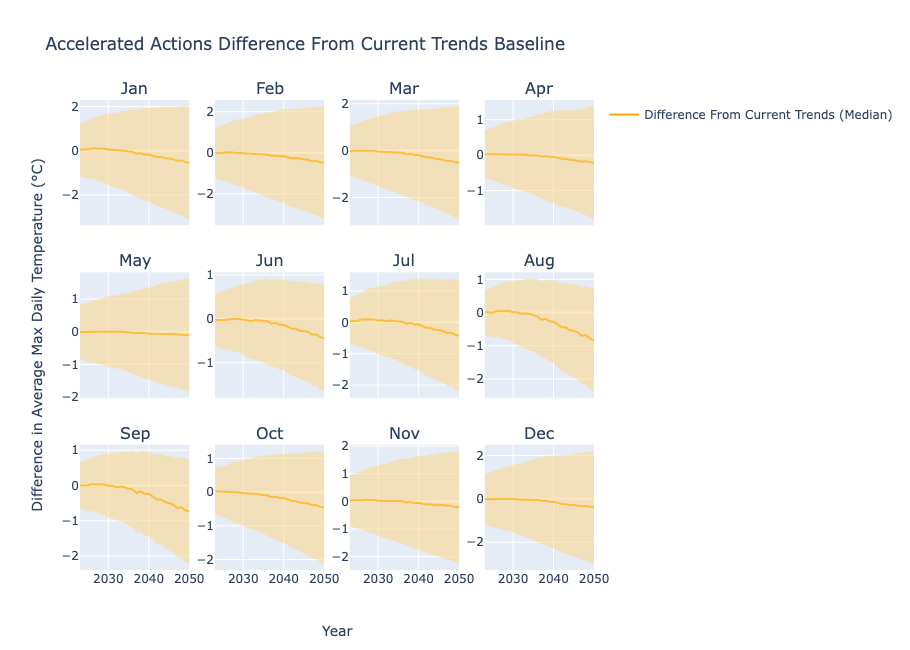 Accelerated Actions Difference From Current Trends Baseline
Difference From Current Trends (Median)
Difference in Average Max Daily Temperature (°C)
Jan
2
0
−2
Feb
2
0
−2
Mar
2
0
−2
Apr
1
0
−1
May
1
0
−1
−2
Jun
1
0
−1
Jul
1
0
−1
−2
Aug
1
0
−1
−2
Sep
1
0
−1
−2
2030 2040 2050
Oct
1
0
−1
−2
2030 2040 2050
Nov
2
1
0
−1
−2
2030 2040 2050
Dec
2
0
−2
2030 2040 2050
Year